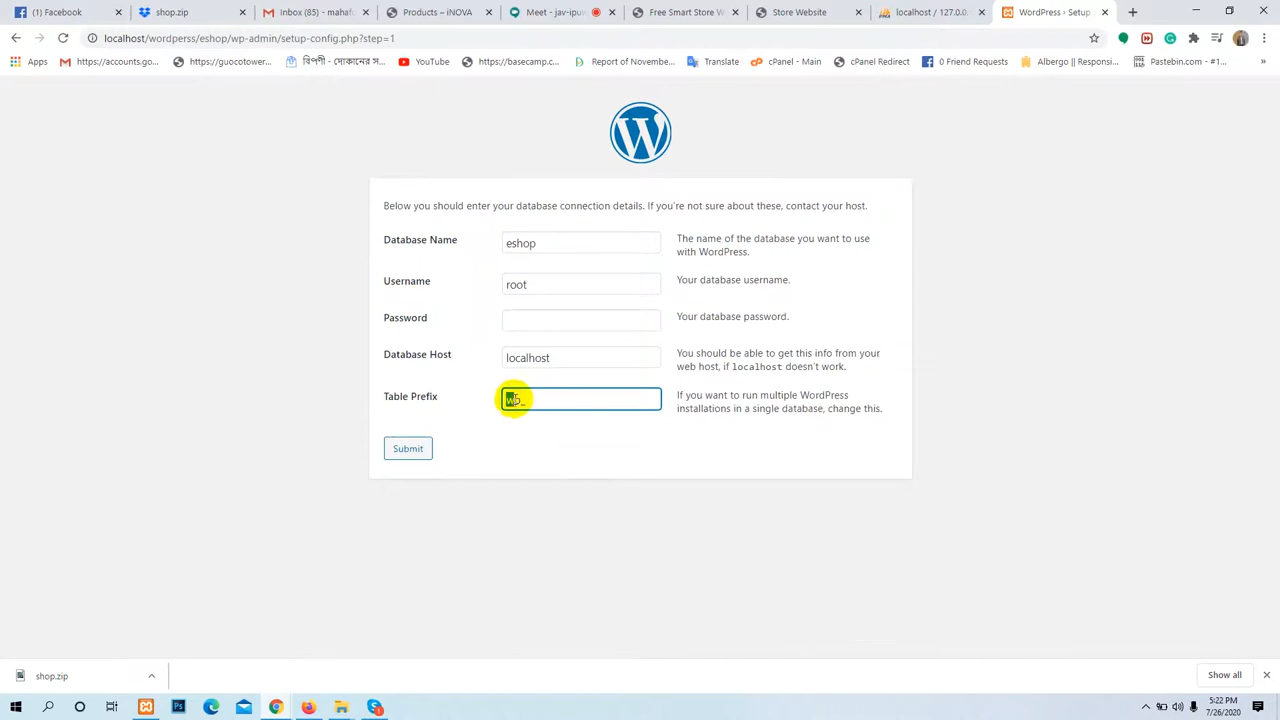 (1) Facebook
shop.zip
Inbox (85) - mahaf
Products – iNOVA
Meet - jav-ipuv
Free Smart Store W
Store Website
localhost / 127.0.0
WordPress › Setup
localhost/wordperss/eshop/wp-admin/setup-config.php?step=1
Apps
https://accounts.go...
https://guocotower...
বিপণী - দোকানের স...
YouTube
https://basecamp.c...
Report of Novembe...
Translate
cPanel - Main
cPanel Redirect
0 Friend Requests
Albergo || Responsi...
Pastebin.com - #1...
Below you should enter your database connection details. If you're not sure about these, contact your host.
Database Name
eshop
The name of the database you want to use
with WordPress.
Username
root
Your database username.
Password
Your database password.
Database Host
localhost
You should be able to get this info from your
web host, if localhost doesn't work.
Table Prefix
wp_
If you want to run multiple WordPress
installations in a single database, change this.
Submit
shop.zip
Show all
5:22 PM
7/26/2020